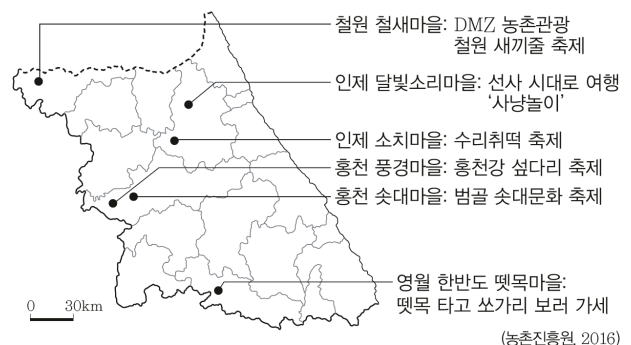 철원 철새마을: DMZ 농촌관광
철원 새끼줄 축제
인제 달빛소리마을: 선사 시대로 여행
‘사냥놀이’
인제 소치마을: 수리취떡 축제
홍천 풍경마을: 홍천강 섶다리 축제
홍천 솟대마을: 범골 솟대문화 축제
영월 한반도 뗏목마을:
뗏목 타고 쏘가리 보러 가세
0 30km
(농촌진흥원, 2016)